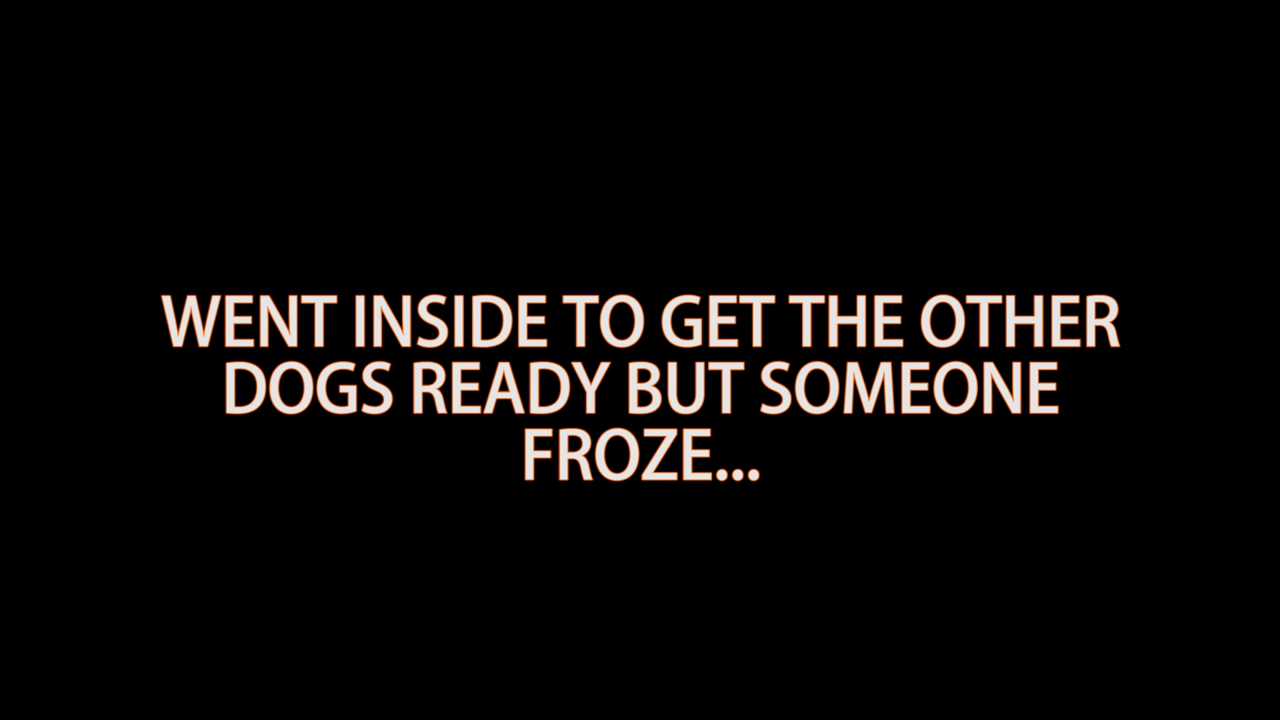 WENT INSIDE TO GET THE OTHER
DOGS READY BUT SOMEONE
FROZE...